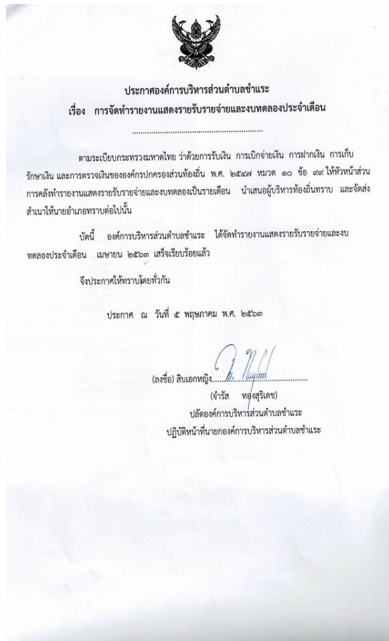 ประกาศองค์การบริหารส่วนตำบลชำแระ
เรื่อง การจัดทำรายงานแสดงรายรับรายจ่ายและงบทดลองประจำเดือน
ตามระเบียบกระทรวงมหาดไทย ว่าด้วยการรับเงิน การเบิกจ่ายเงิน การฝากเงิน การเก็บ
รักษาเงิน และการตรวจเงินขององค์กรปกครองส่วนท้องถิ่น พ.ศ. ๒๕๔๗ หมวด ๑๐ ข้อ ๙๙ ให้หัวหน้าส่วน
การคลังทำรายงานแสดงรายรับรายจ่ายและงบทดลองเป็นรายเดือน นำเสนอผู้บริหารท้องถิ่นทราบ และจัดส่ง
สำเนาให้นายอำเภอทราบต่อไปนั้น
บัดนี้ องค์การบริหารส่วนตำบลชำแระ ได้จัดทำรายงานแสดงรายรับรายจ่ายและงบ
ทดลองประจำเดือน เมษายน ๒๕๖๓ เสร็จเรียบร้อยแล้ว
จึงประกาศให้ทราบโดยทั่วกัน
ประกาศ ณ วันที่ ๕ พฤษภาคม พ.ศ. ๒๕๖๓
(ลงชื่อ) สิบเอกหญิง
(จำรัส ทองสุริเดช)
ปลัดองค์การบริหารส่วนตำบลชำแระ
ปฏิบัติหน้าที่นายกองค์การบริหารส่วนตำบลชำแระ